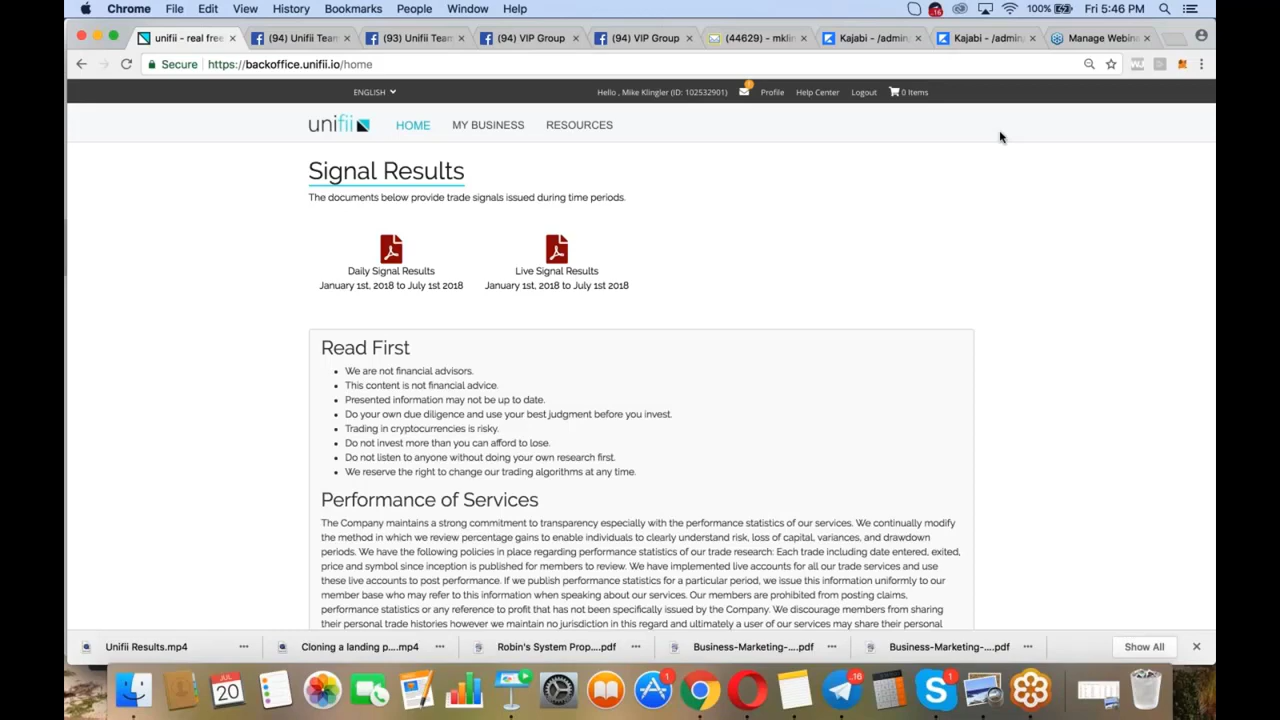 Chrome File Edit View History Bookmarks People Window Help
16 100% Fri 5:46 PM
unifii - real free
(94) Unifii Team
(93) Unifii Team
(94) VIP Group
(94) VIP Group
(44629) - mklin
Kajabi - /admin
Kajabi - /admin
Manage Webin
Secure https://backoffice.unifii.io/home
ENGLISH Hello , Mike Klingler (ID: 102532901) Profile Help Center Logout 0 Items
unifii HOME MY BUSINESS RESOURCES
Signal Results
The documents below provide trade signals issued during time periods.
Daily Signal Results
January 1st, 2018 to July 1st 2018
Live Signal Results
January 1st, 2018 to July 1st 2018
Read First
• We are not financial advisors.
• This content is not financial advice.
• Presented information may not be up to date.
• Do your own due diligence and use your best judgment before you invest.
• Trading in cryptocurrencies is risky.
• Do not invest more than you can afford to lose.
• Do not listen to anyone without doing your own research first.
• We reserve the right to change our trading algorithms at any time.
Performance of Services
The Company maintains a strong commitment to transparency especially with the performance statistics of our services. We continually modify
the method in which we review percentage gains to enable individuals to clearly understand risk, loss of capital, variances, and drawdown
periods. We have the following policies in place regarding performance statistics of our trade research: Each trade including date entered, exited,
price and symbol since inception is published for members to review. We have implemented live accounts for all our trade services and use
these live accounts to post performance. If we publish performance statistics for a particular period, we issue this information uniformly to our
member base who may refer to this information when speaking about our services. Our members are prohibited from posting claims,
performance statistics or any reference to profit that has not been specifically issued by the Company. We discourage members from sharing
their personal trade histories however we maintain no jurisdiction in this regard and ultimately a user of our services may share their personal
Unifii Results.mp4
Cloning a landing p....mp4
Robin's System Prop....pdf
Business-Marketing-....pdf
Business-Marketing-....pdf
Show All
20
1
16
1